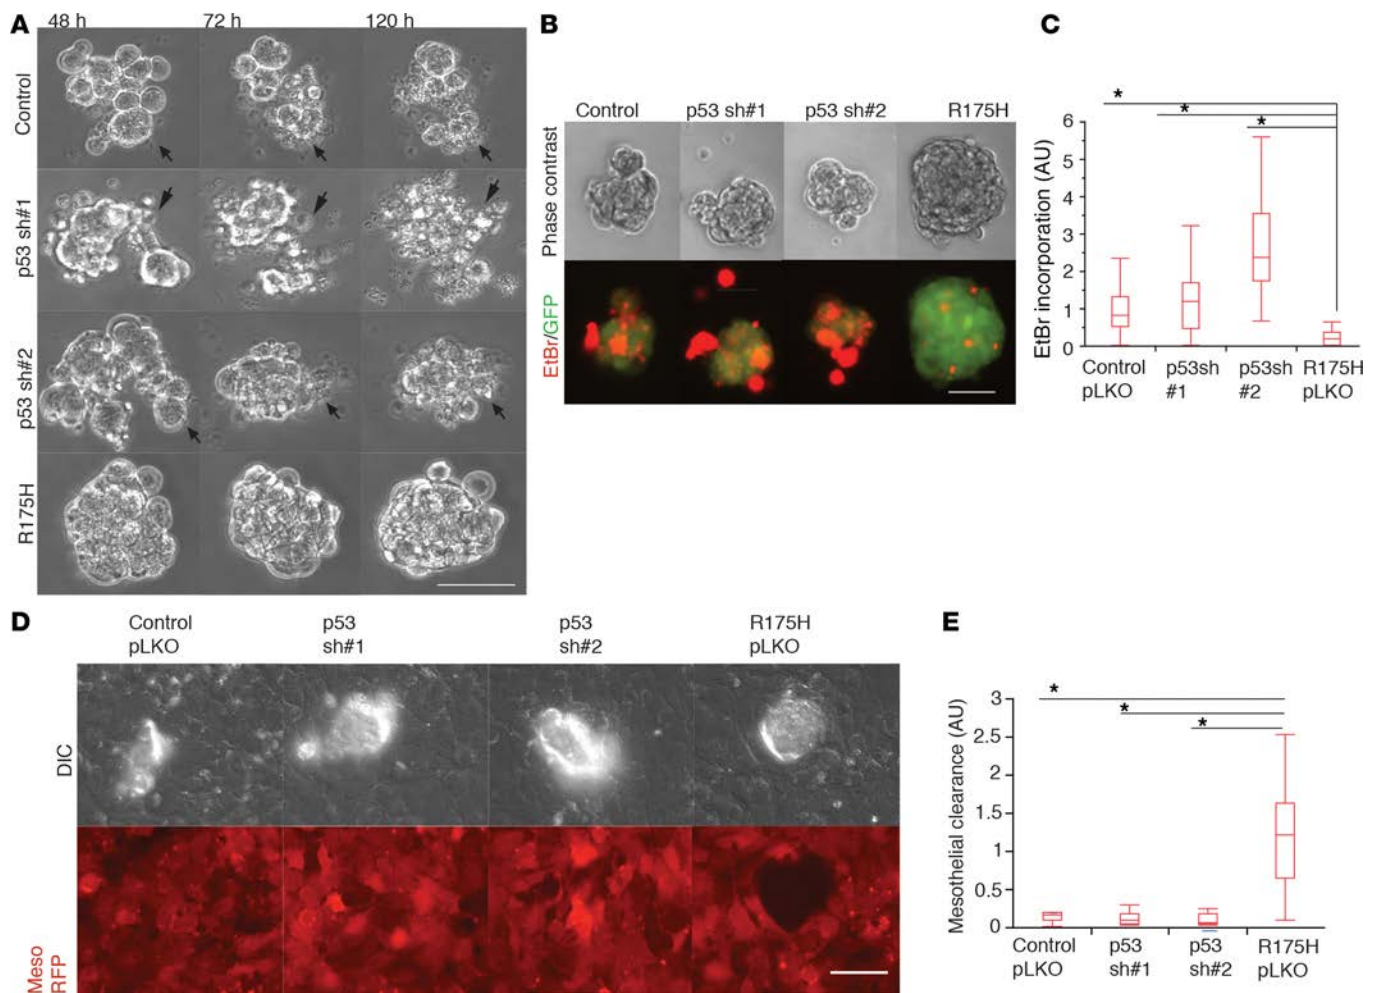 A
48 h
72 h
120 h
Control
p53 sh#1
p53 sh#2
R175H
B
Control
p53 sh#1
p53 sh#2
R175H
Phase contrast
EtBr/GFP
C
*
*
*
EtBr incorporation (AU)
6
5
4
3
2
1
0
Control
pLKO
p53sh
#1
p53sh
#2
R175H
pLKO
D
Control
pLKO
p53
sh#1
p53
sh#2
R175H
pLKO
DIC
Meso
RFP
E
*
*
*
Mesothelial clearance (AU)
3
2.5
2
1.5
1
0.5
0
Control
pLKO
p53
sh#1
p53
sh#2
R175H
pLKO